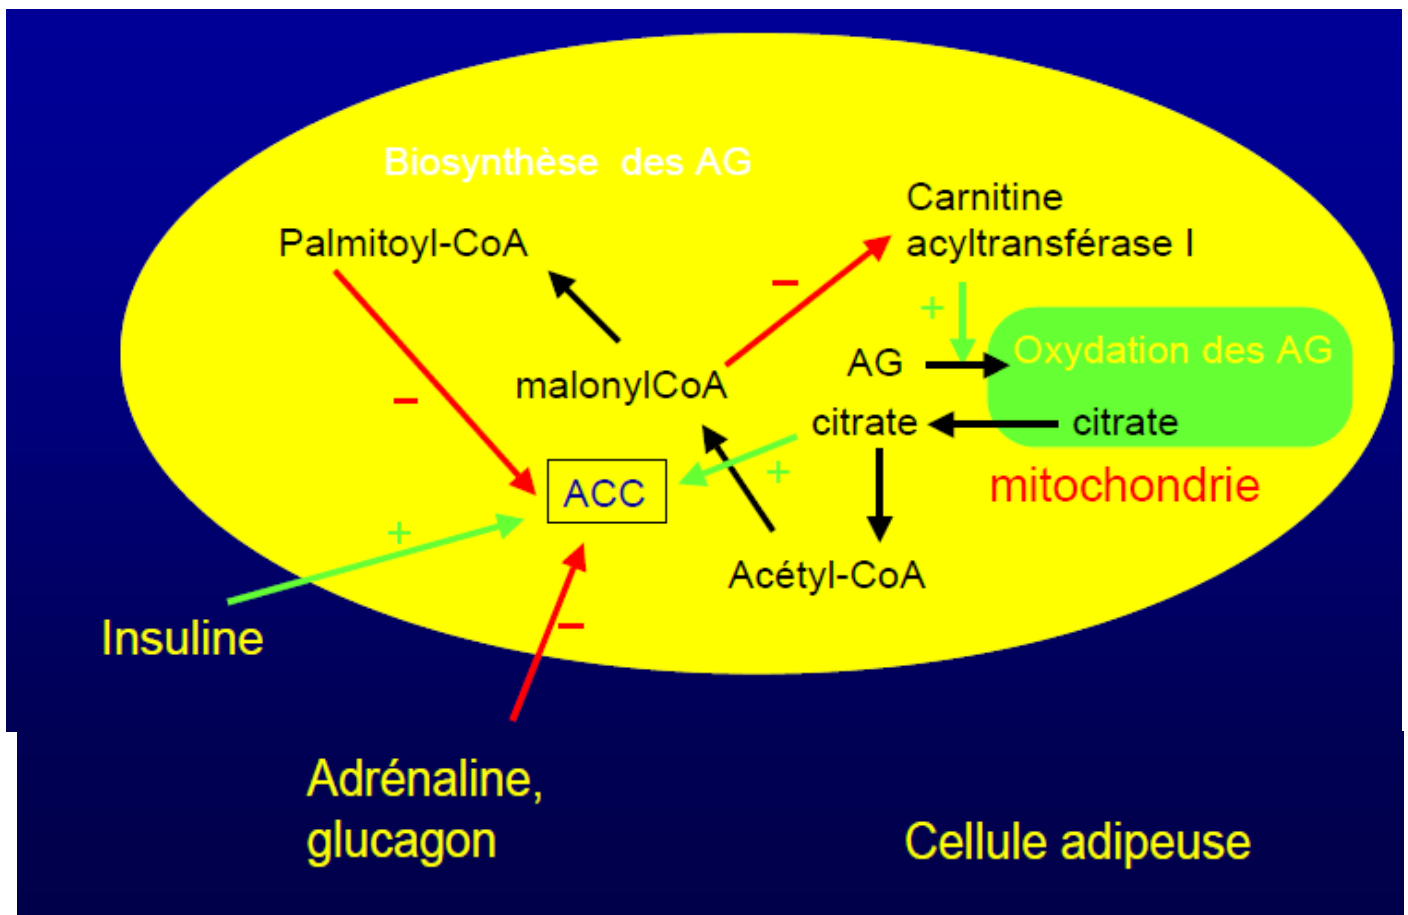 Biosynthèse des AG
Carnitine
acyltransférase I
Palmitoyl-CoA
–
+
Oxydation des AG
AG
malonylCoA
–
citrate
citrate
+
mitochondrie
ACC
+
Acétyl-CoA
–
Insuline
Adrénaline,
glucagon
Cellule adipeuse